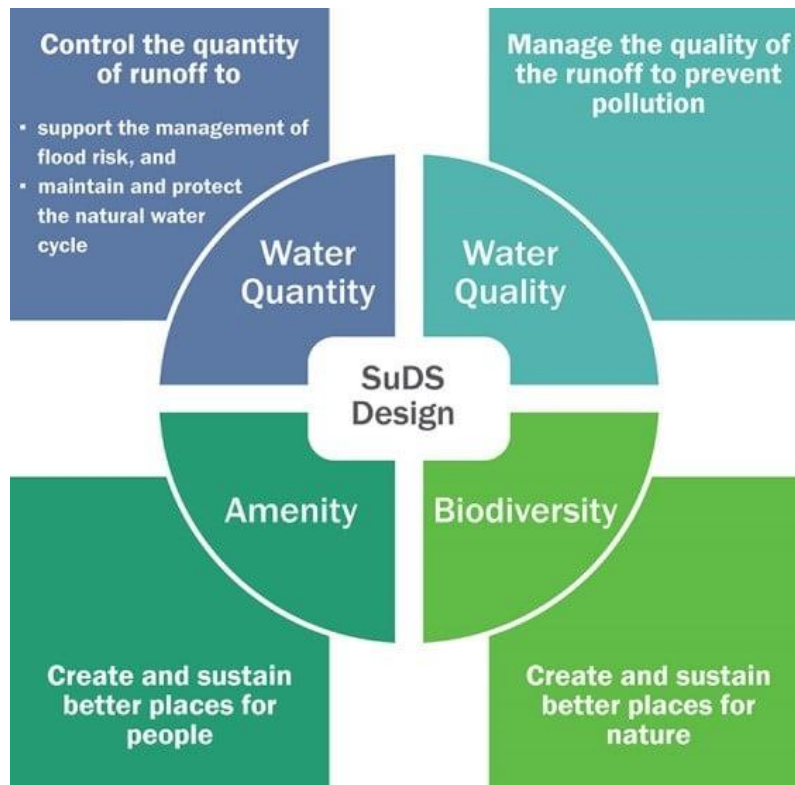 Control the quantity
of runoff to
▪ support the management of
flood risk, and
▪ maintain and protect
the natural water
cycle
Manage the quality of
the runoff to prevent
pollution
Water
Quantity
Water
Quality
SuDS
Design
Amenity
Biodiversity
Create and sustain
better places for
people
Create and sustain
better places for
nature